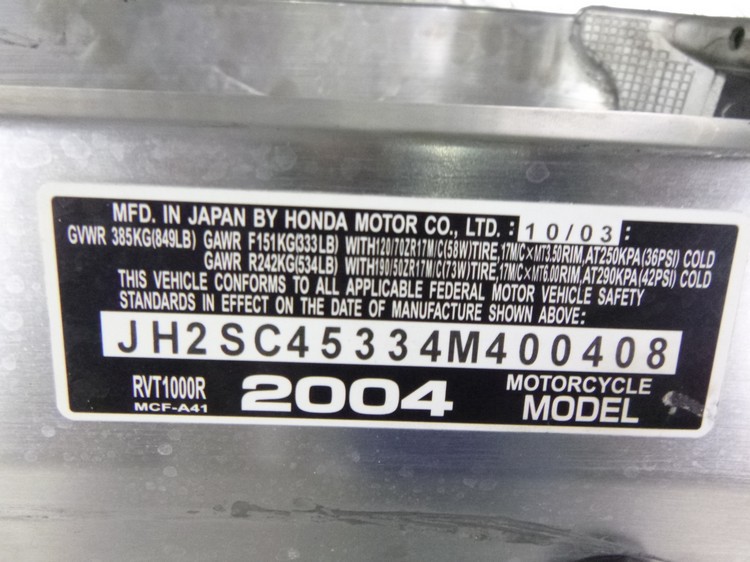 MFD. IN JAPAN BY HONDA MOTOR CO., LTD. : 10/03 :
GVWR 385KG(849LB) GAWR F151KG(333LB) WITH120/70ZR17M/C(58W)TIRE,17M/C×MT3.50RIM,AT250KPA(36PSI) COLD
GAWR R242KG(534LB) WITH190/50ZR17M/C(73W)TIRE,17M/C×MT6.00RIM,AT290KPA(42PSI) COLD
THIS VEHICLE CONFORMS TO ALL APPLICABLE FEDERAL MOTOR VEHICLE SAFETY
STANDARDS IN EFFECT ON THE DATE OF MANUFACTURE SHOWN ABOVE:
JH2SC45334M400408
RVT1000R 2004 MOTORCYCLE
MCF-A41 MODEL